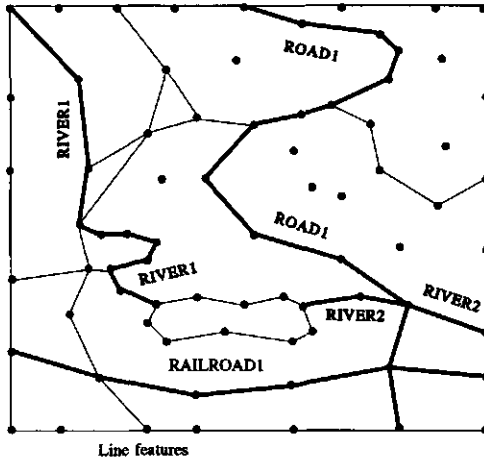 ROAD1
RIVER1
ROAD1
RIVER1
RIVER2
RIVER2
RAILROAD1
Line features